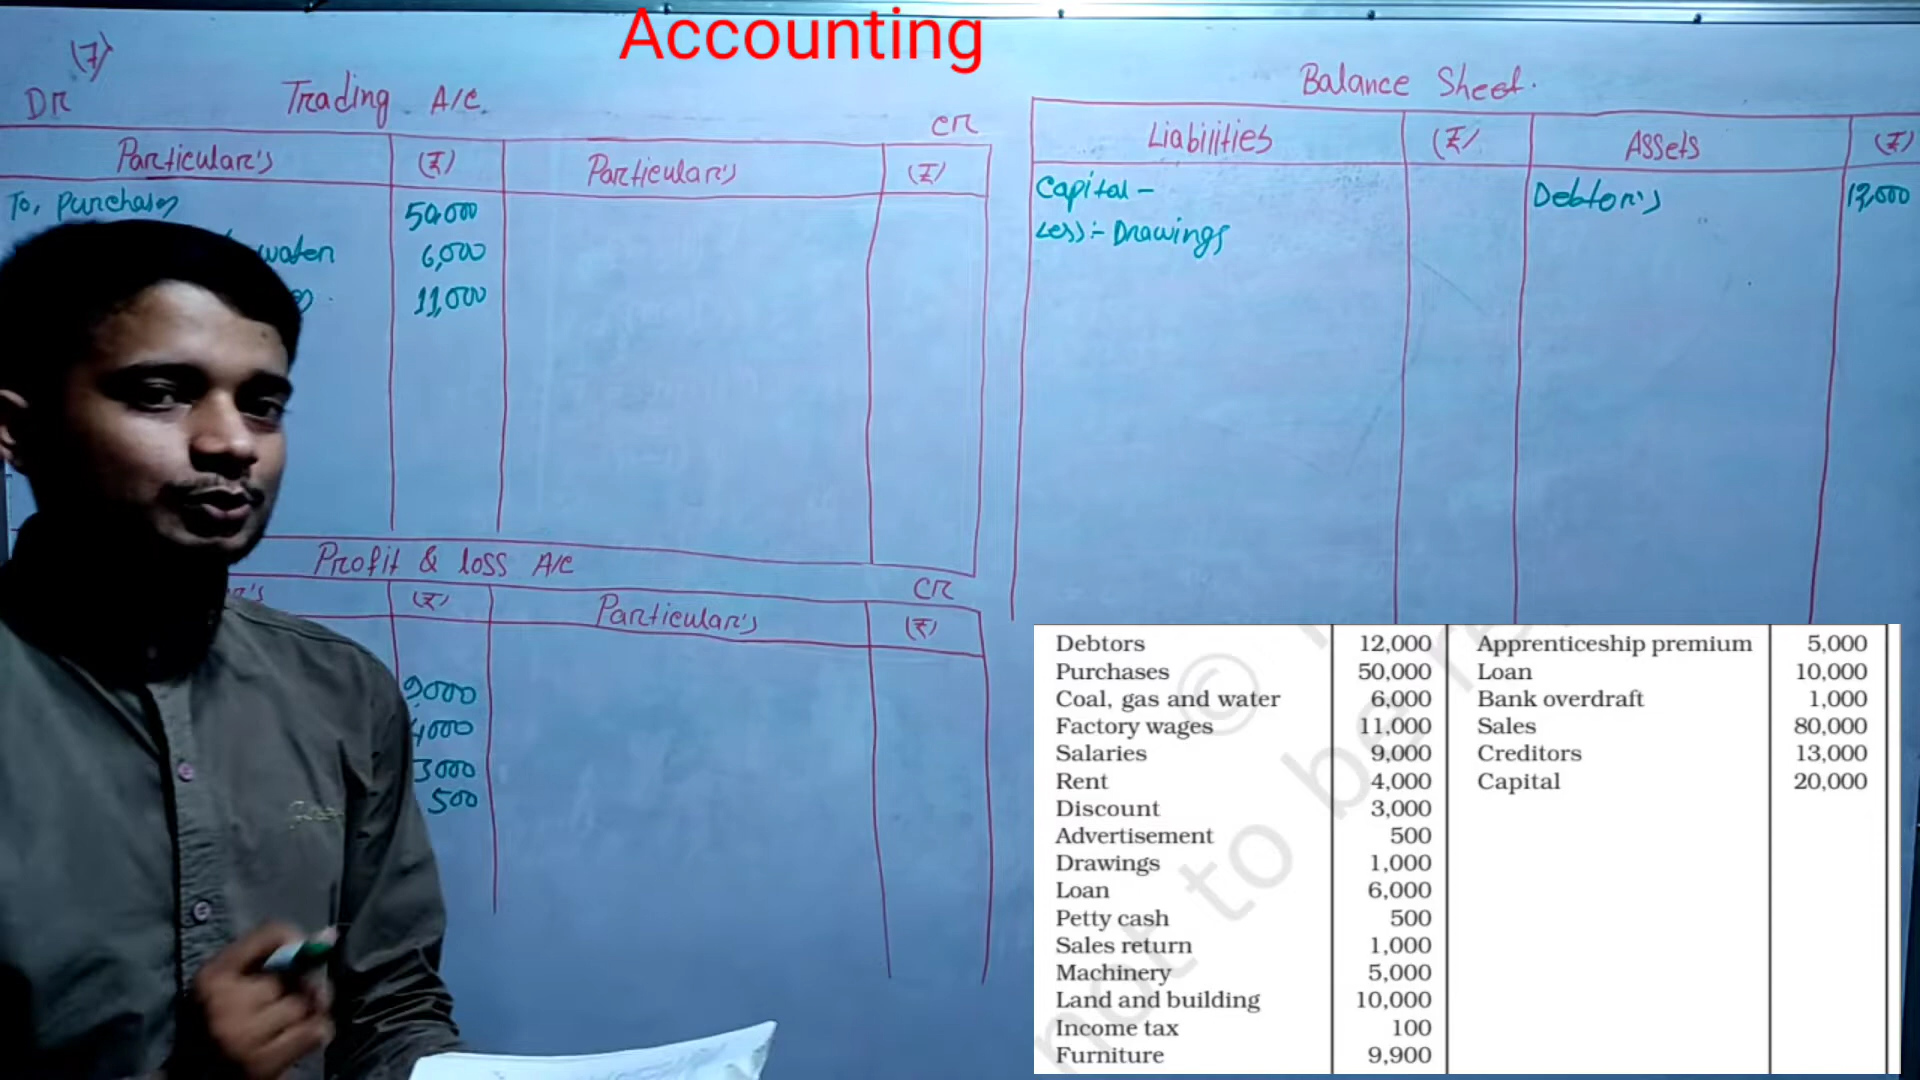 Accounting
(7)
DR Trading A/C. CR
Particular's (₹) Particular's (₹)
To, Purchases 50,000
water 6,000
11,000
Profit & loss A/C CR
r's (₹) Particular's (₹)
9000
4000
3000
500
Balance Sheet.
Liabilities (₹) Assets (₹)
Capital - Debtor's 12,000
Less:- Drawings
Debtors 12,000 Apprenticeship premium 5,000
Purchases 50,000 Loan 10,000
Coal, gas and water 6,000 Bank overdraft 1,000
Factory wages 11,000 Sales 80,000
Salaries 9,000 Creditors 13,000
Rent 4,000 Capital 20,000
Discount 3,000
Advertisement 500
Drawings 1,000
Loan 6,000
Petty cash 500
Sales return 1,000
Machinery 5,000
Land and building 10,000
Income tax 100
Furniture 9,900